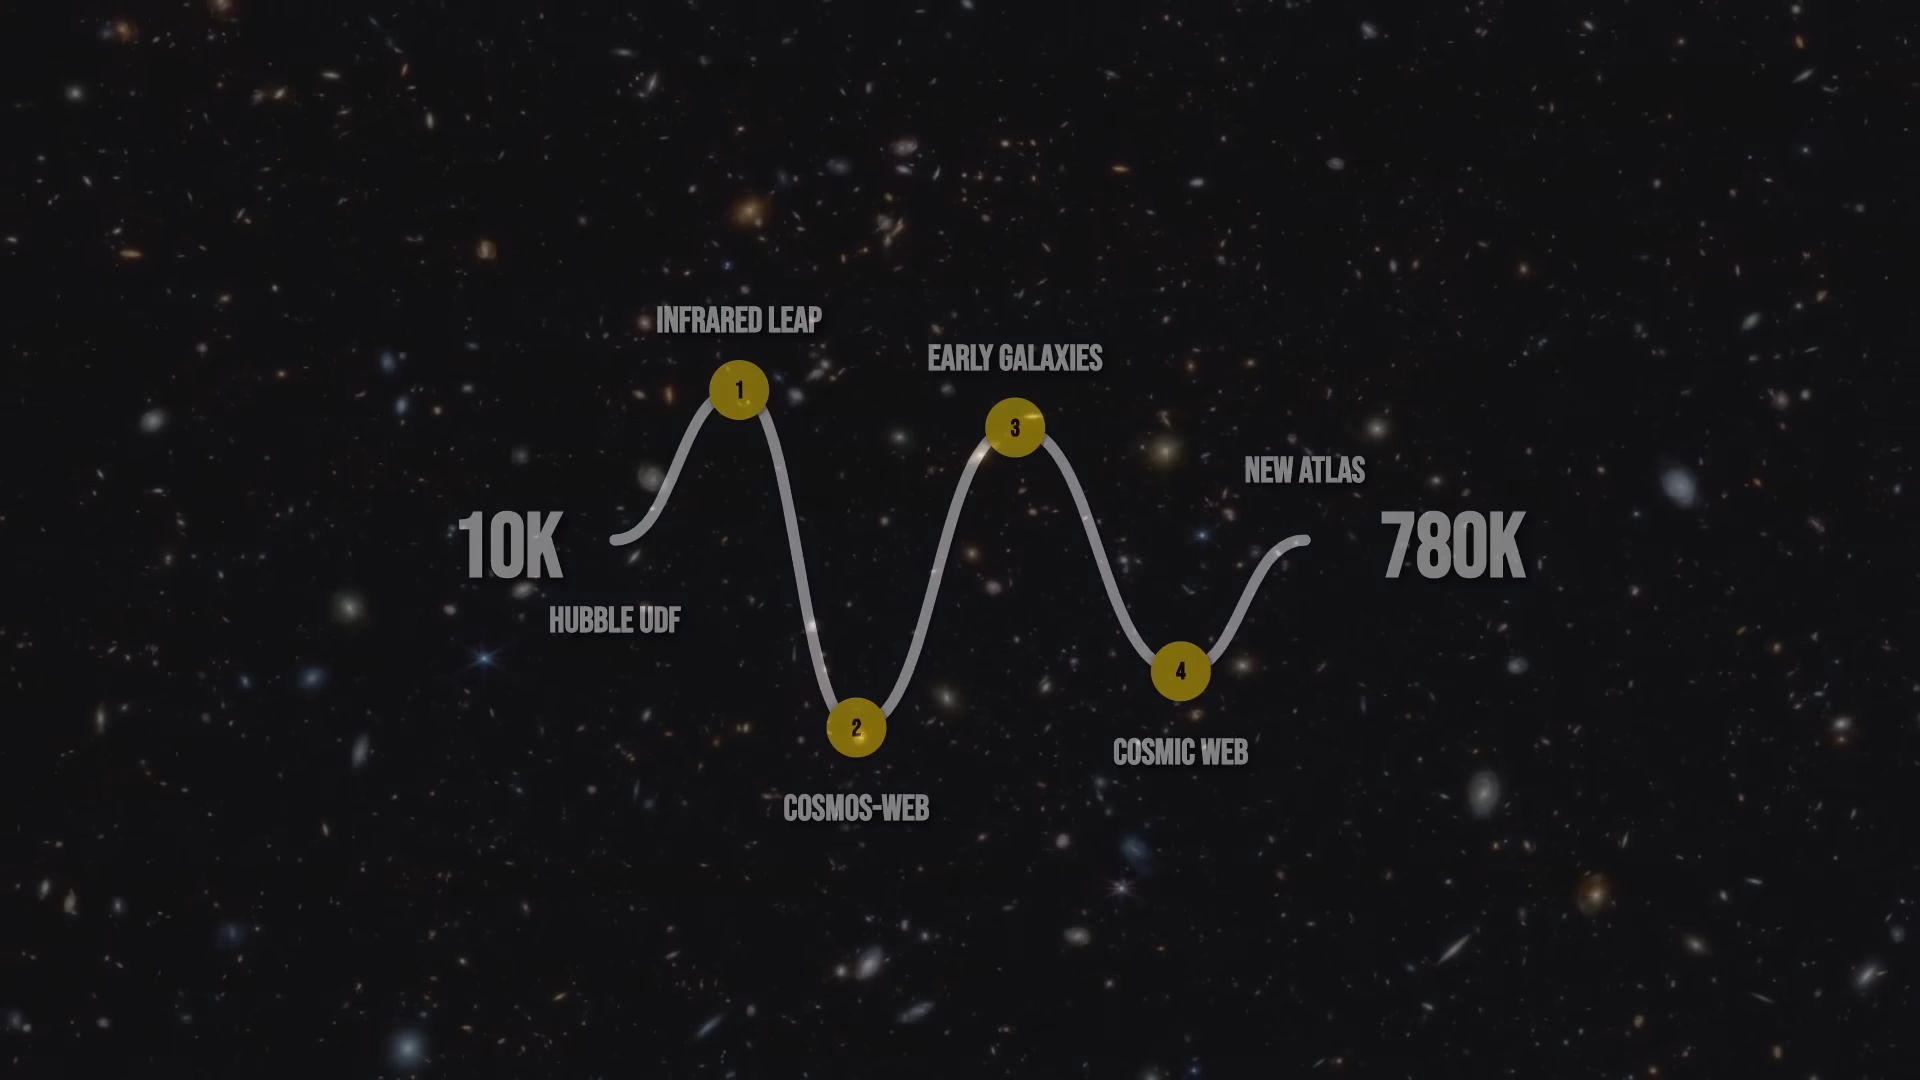 INFRARED LEAP
EARLY GALAXIES
1
3
NEW ATLAS
10K
780K
HUBBLE UDF
4
2
COSMIC WEB
COSMOS-WEB